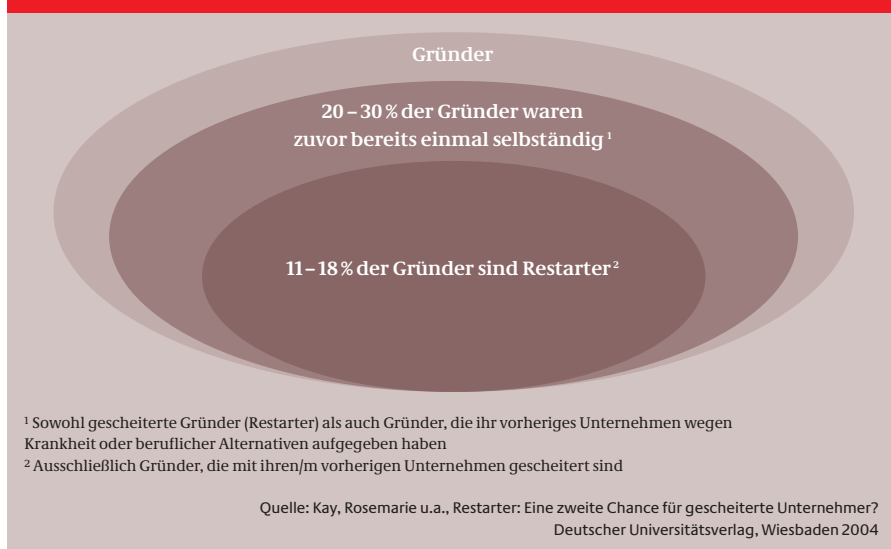 Gründer
20 – 30 % der Gründer waren
zuvor bereits einmal selbständig ¹
11 – 18 % der Gründer sind Restarter ²
¹ Sowohl gescheiterte Gründer (Restarter) als auch Gründer, die ihr vorheriges Unternehmen wegen
Krankheit oder beruflicher Alternativen aufgegeben haben
² Ausschließlich Gründer, die mit ihren/m vorherigen Unternehmen gescheitert sind
Quelle: Kay, Rosemarie u.a., Restarter: Eine zweite Chance für gescheiterte Unternehmer?
Deutscher Universitätsverlag, Wiesbaden 2004